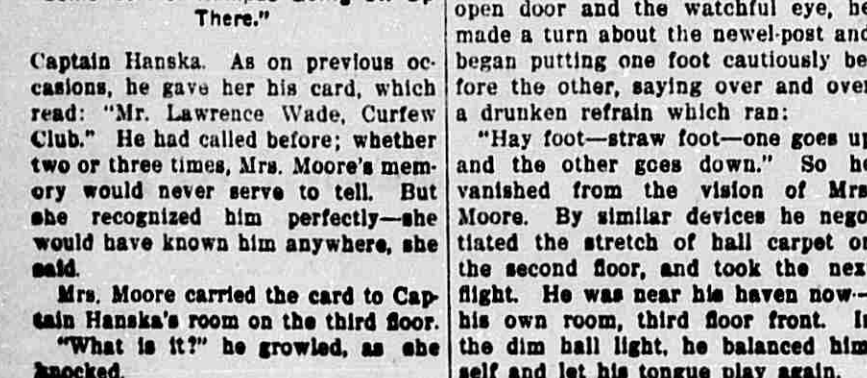 There."
Captain Hanska. As on previous oc-
casions, he gave her his card, which
read: "Mr. Lawrence Wade, Curfew
Club." He had called before; whether
two or three times, Mrs. Moore's mem-
ory would never serve to tell. But
she recognized him perfectly—she
would have known him anywhere, she
said.
Mrs. Moore carried the card to Cap-
tain Hanska's room on the third floor.
"What is it?" he growled, as she
knocked.
open door and the watchful eye, he
made a turn about the newel-post and
began putting one foot cautiously be-
fore the other, saying over and over
a drunken refrain which ran:
"Hay foot—straw foot—one goes up
and the other goes down." So he
vanished from the vision of Mrs
Moore. By similar devices he nego
tiated the stretch of hall carpet on
the second floor, and took the nex
flight. He was near his haven now—
his own room, third floor front. In
the dim hall light, he balanced him
self and let his tongue play again.